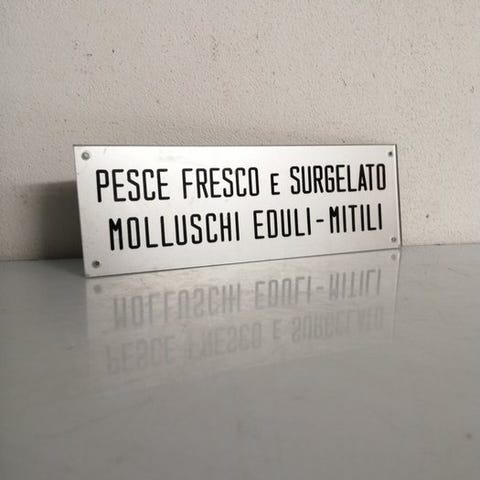 PESCE FRESCO E SURGELATO
MOLLUSCHI EDULI-MITILI